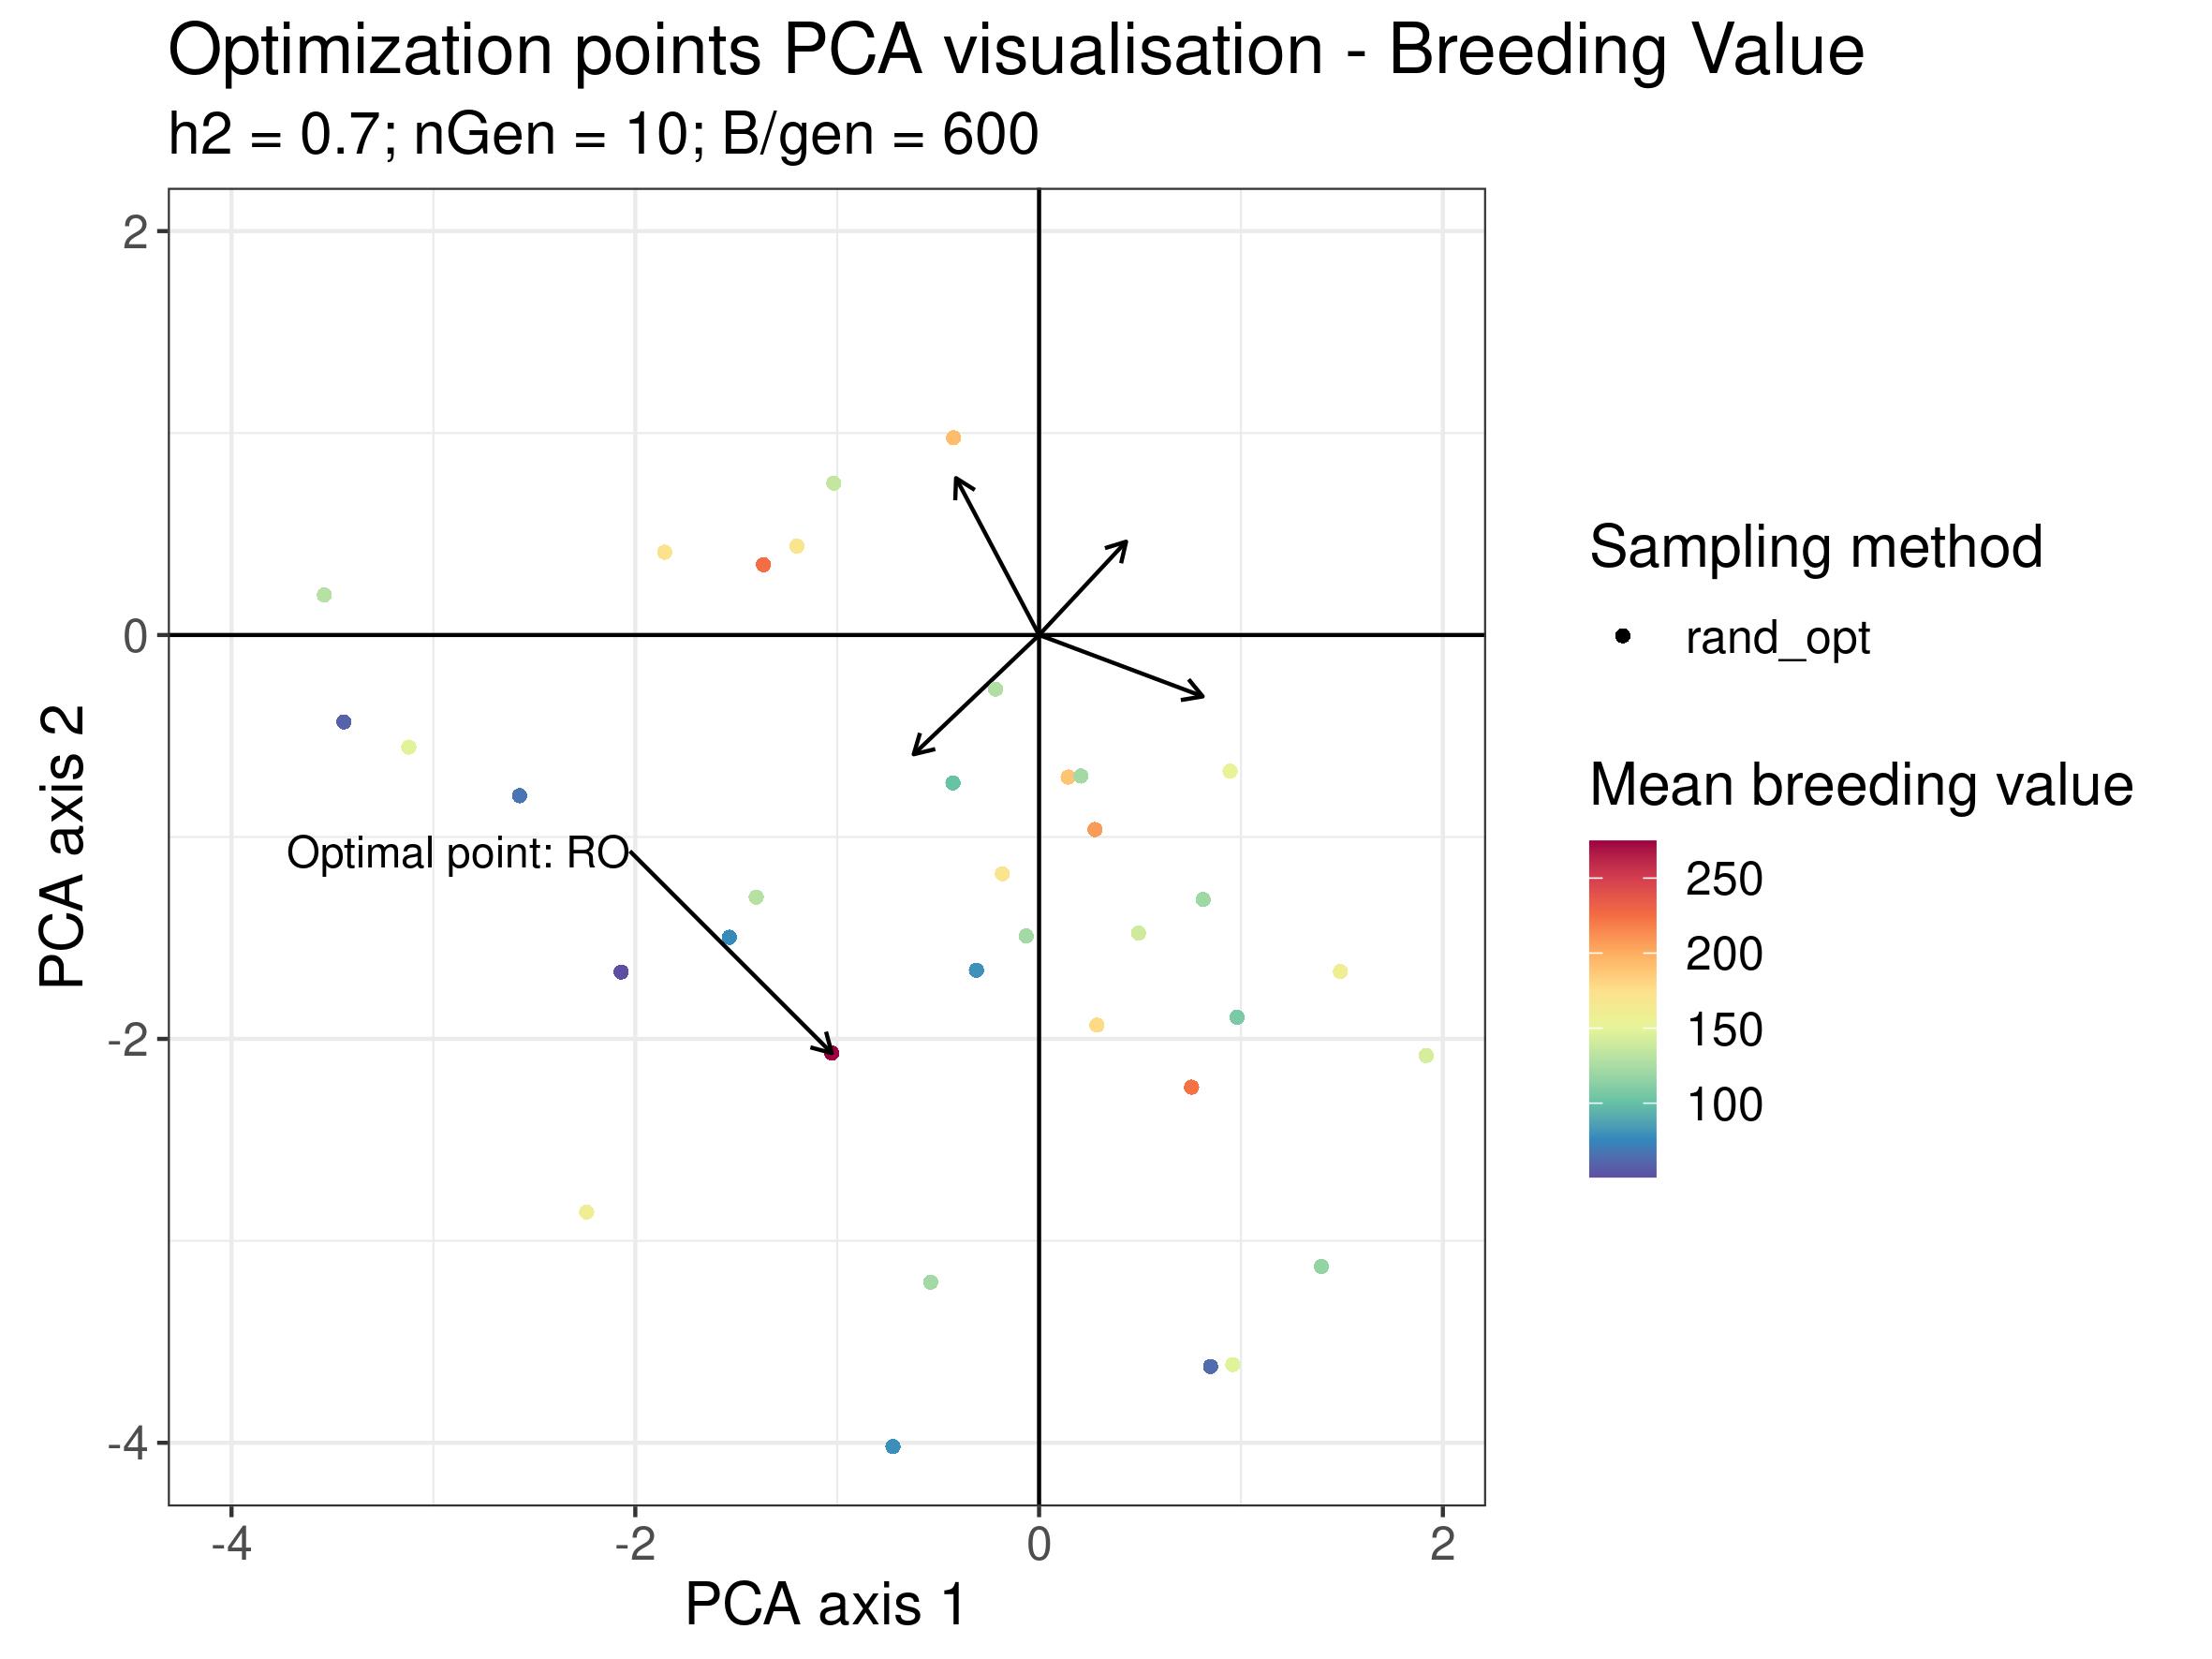 Optimization points PCA visualisation - Breeding Value
h2 = 0.7; nGen = 10; B/gen = 600
2
0
-2
-4
PCA axis 2
Optimal point: RO
-4
-2
0
2
PCA axis 1
Sampling method
rand_opt
Mean breeding value
250
200
150
100